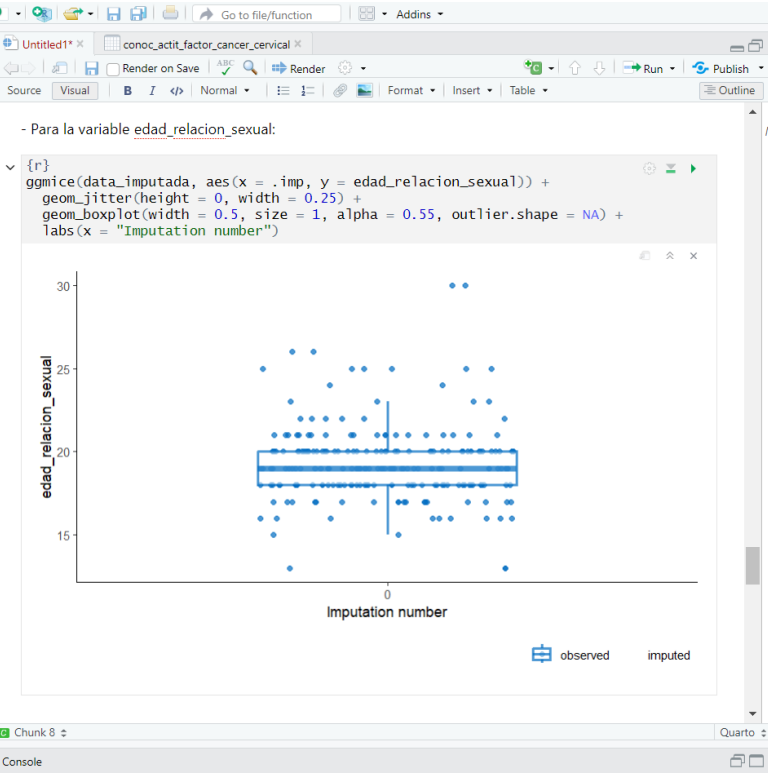 Go to file/function
Addins
Untitled1*
conoc_actit_factor_cancer_cervical
Render on Save
ABC
Render
Run
Publish
Source
Visual
B
I
</>
Normal
Format
Insert
Table
Outline
- Para la variable edad_relacion_sexual:
{r}
ggmice(data_imputada, aes(x = .imp, y = edad_relacion_sexual)) +
geom_jitter(height = 0, width = 0.25) +
geom_boxplot(width = 0.5, size = 1, alpha = 0.55, outlier.shape = NA) +
labs(x = "Imputation number")
30
25
20
15
edad_relacion_sexual
0
Imputation number
observed
imputed
C
Chunk 8
Quarto
Console